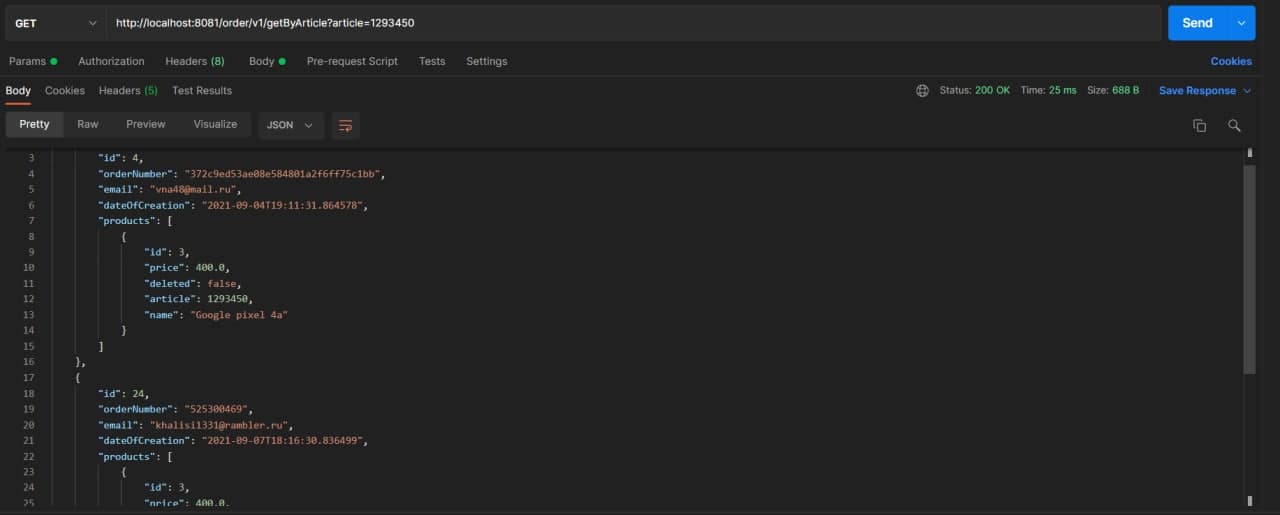 GET http://localhost:8081/order/v1/getByArticle?article=1293450 Send
Params Authorization Headers (8) Body Pre-request Script Tests Settings Cookies
Body Cookies Headers (5) Test Results Status: 200 OK Time: 25 ms Size: 688 B Save Response
Pretty Raw Preview Visualize JSON
3 "id": 4,
4 "orderNumber": "372c9ed53ae08e584801a2f6ff75c1bb",
5 "email": "vna48@mail.ru",
6 "dateOfCreation": "2021-09-04T19:11:31.864578",
7 "products": [
8 {
9 "id": 3,
10 "price": 400.0,
11 "deleted": false,
12 "article": 1293450,
13 "name": "Google pixel 4a"
14 }
15 ]
16 },
17 {
18 "id": 24,
19 "orderNumber": "525300469",
20 "email": "khalisi1331@rambler.ru",
21 "dateOfCreation": "2021-09-07T18:16:30.836499",
22 "products": [
23 {
24 "id": 3,
25 "price": 400.0,